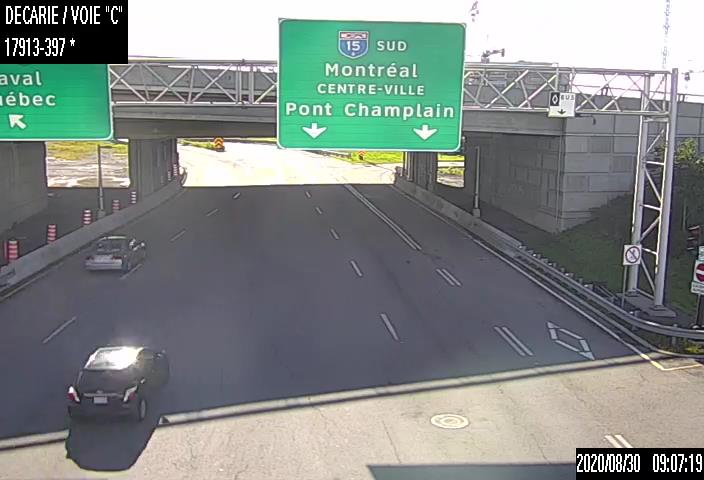 DECARIE / VOIE "C"
17913-397 *
aval
uébec
15 SUD
Montréal
CENTRE-VILLE
Pont Champlain
BUS
2020/08/30 09:07:19